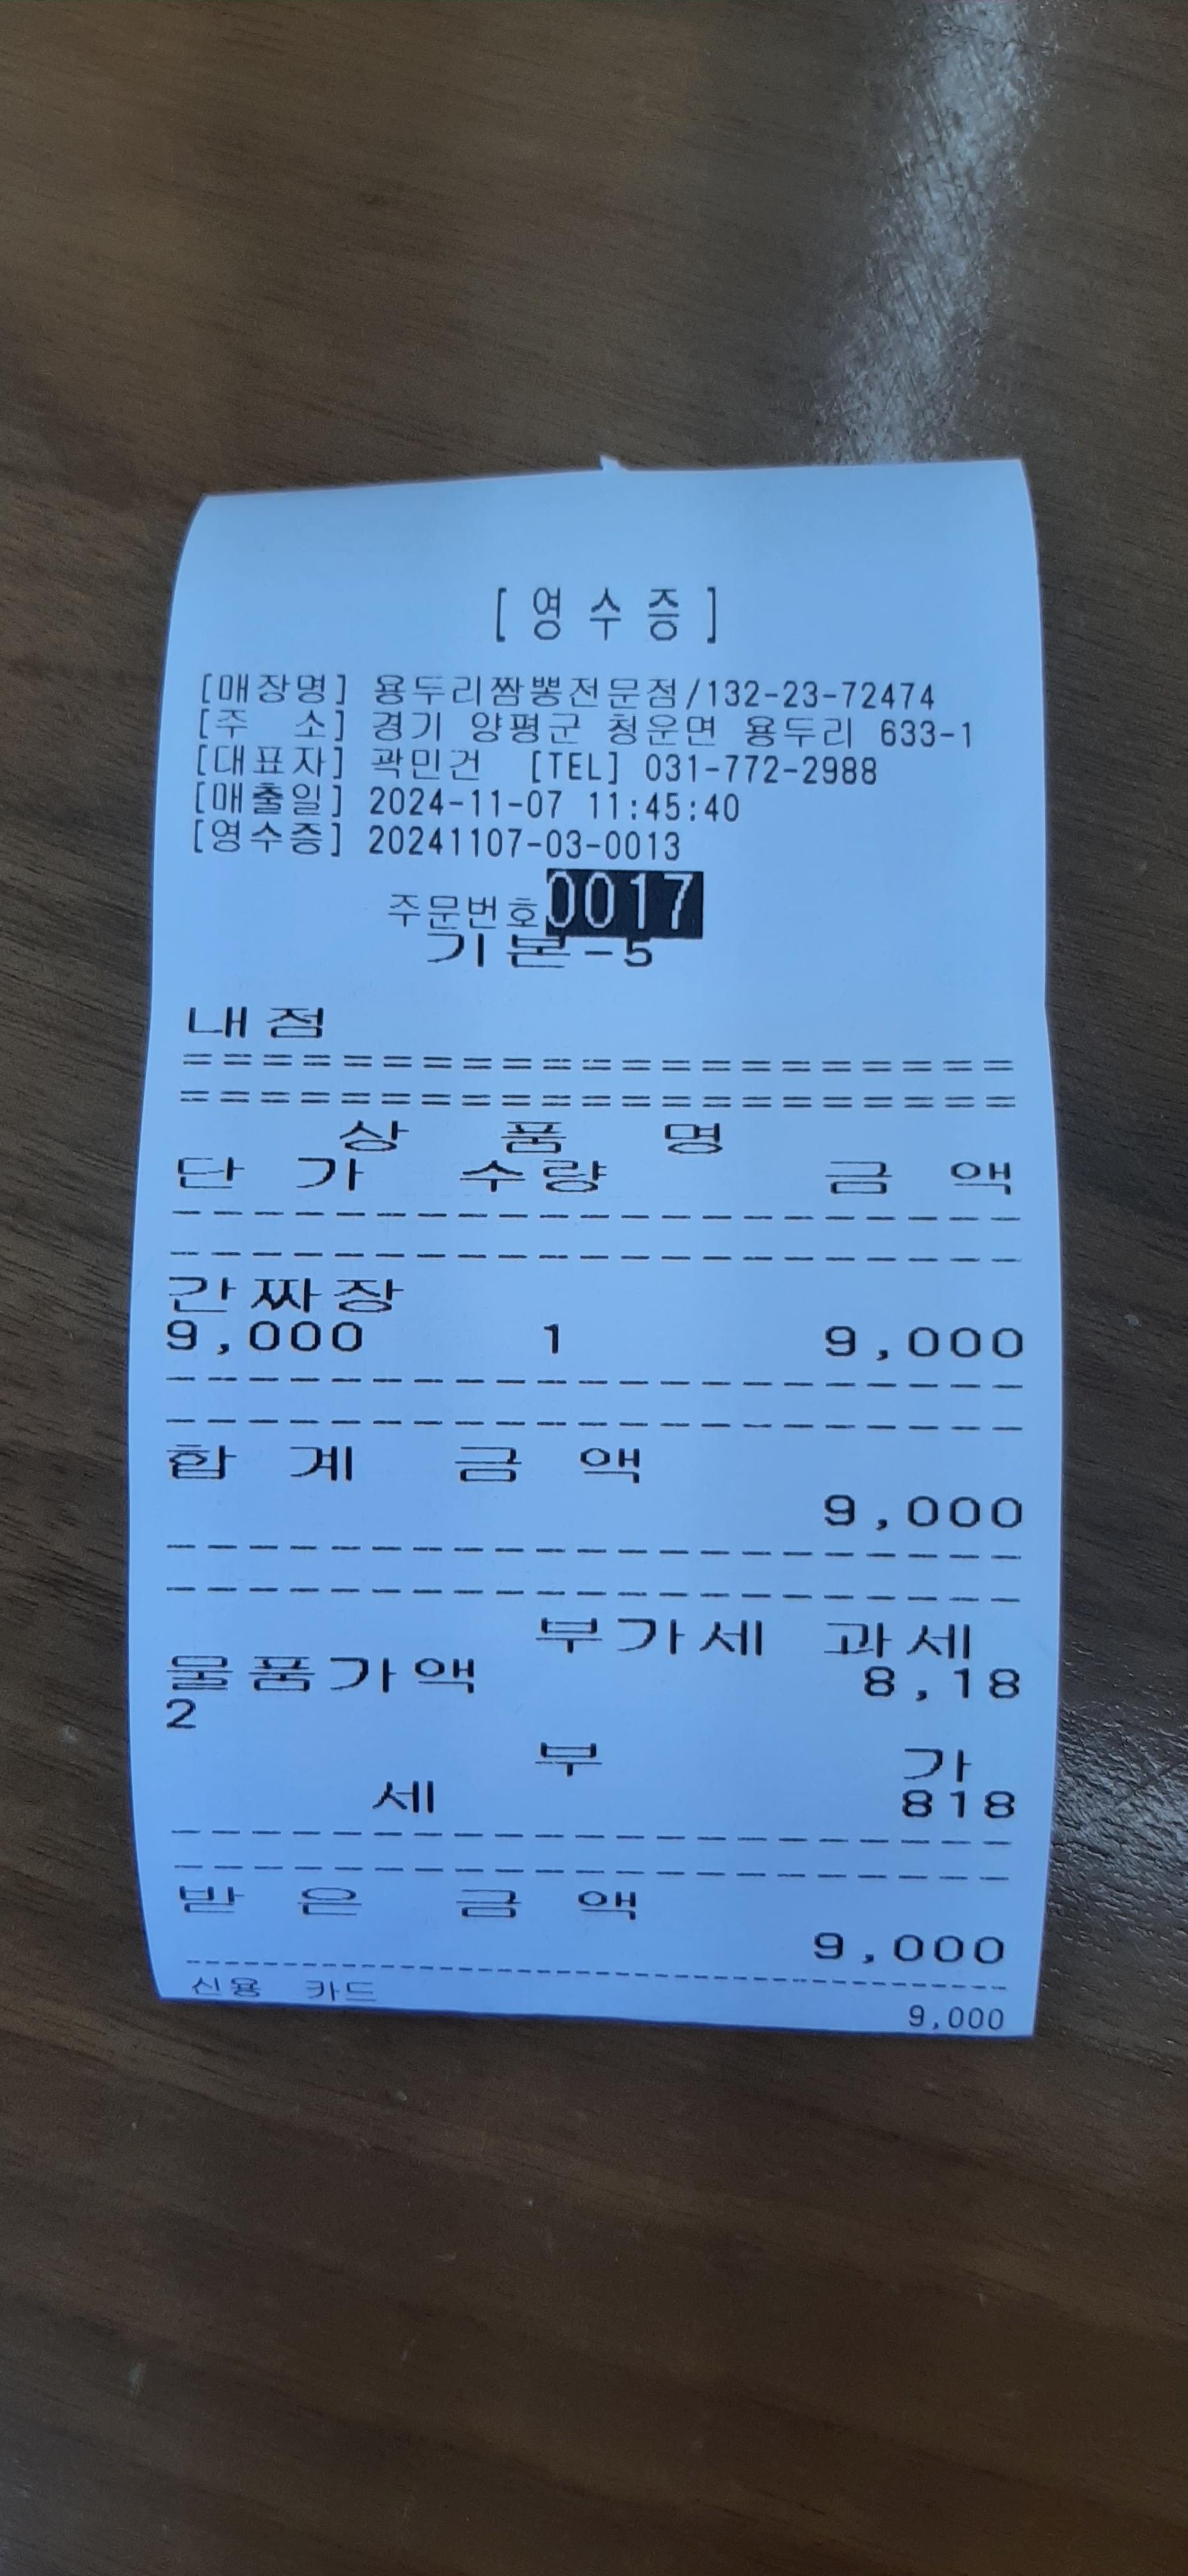 [ 영 수 증 ]
[매장명] 용두리짬뽕전문점/132-23-72474
[주 소] 경기 양평군 청운면 용두리 633-1
[대표자] 곽민건 [TEL] 031-772-2988
[매출일] 2024-11-07 11:45:40
[영수증] 20241107-03-0013
주문번호0017
기본-5
내점
=====================
=====================
상 품 명
단 가 수량 금 액
---------------------
---------------------
간짜장
9,000 1 9,000
---------------------
---------------------
합 계 금 액
9,000
---------------------
---------------------
부가세 과세
물품가액 8,18
2
부 가
세 818
---------------------
---------------------
받 은 금 액
9,000
------------------------------------------
신용 카드
9,000